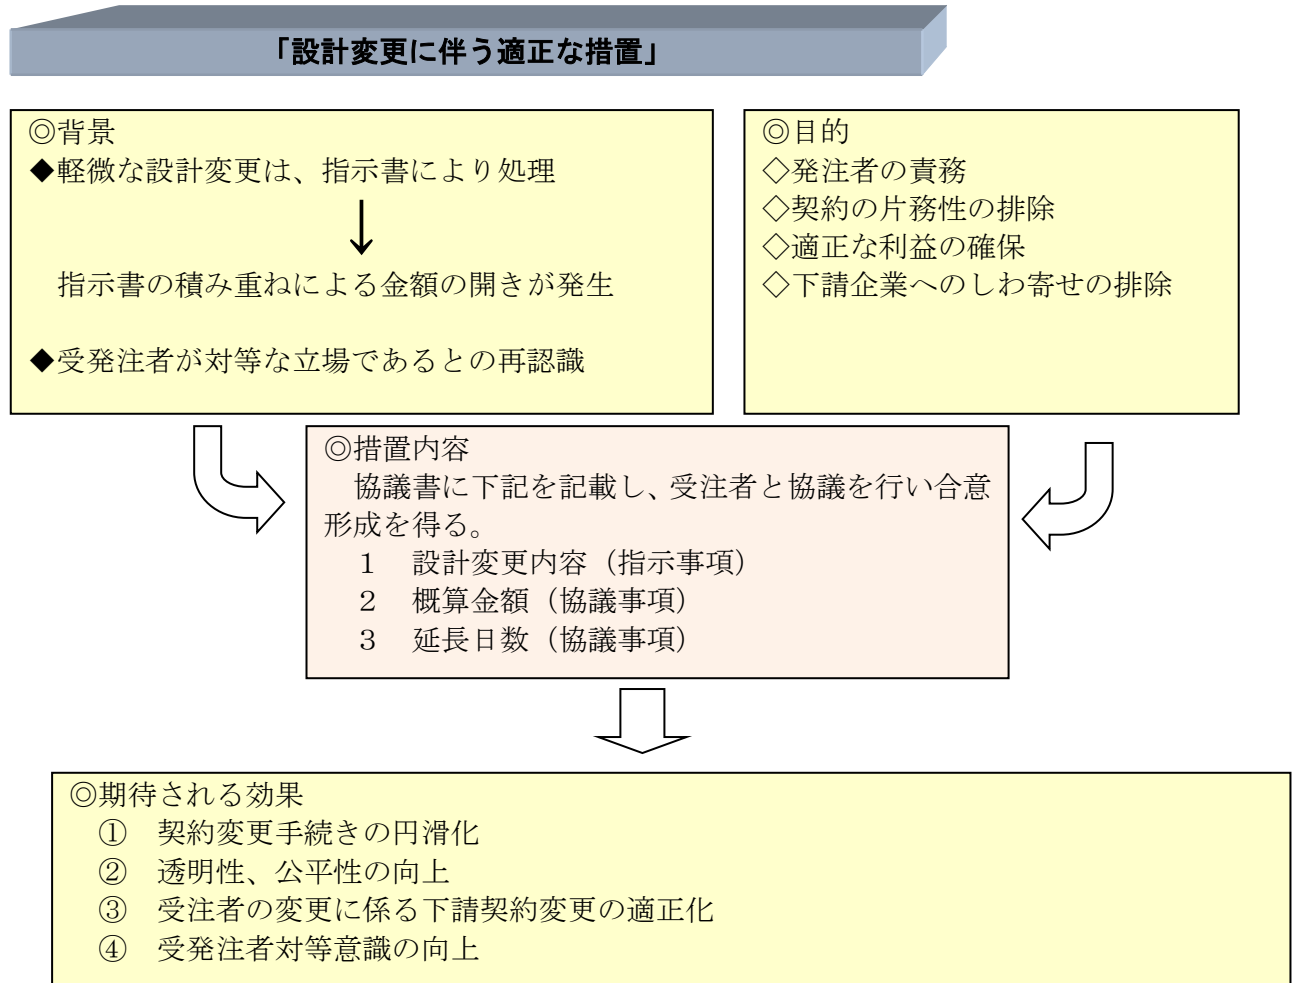 「設計変更に伴う適正な措置」
◎背景
◆軽微な設計変更は、指示書により処理
指示書の積み重ねによる金額の開きが発生
◆受発注者が対等な立場であるとの再認識
◎目的
◇発注者の責務
◇契約の片務性の排除
◇適正な利益の確保
◇下請企業へのしわ寄せの排除
◎措置内容
協議書に下記を記載し、受注者と協議を行い合意
形成を得る。
１　設計変更内容（指示事項）
２　概算金額（協議事項）
３　延長日数（協議事項）
◎期待される効果
①　契約変更手続きの円滑化
②　透明性、公平性の向上
③　受注者の変更に係る下請契約変更の適正化
④　受発注者対等意識の向上